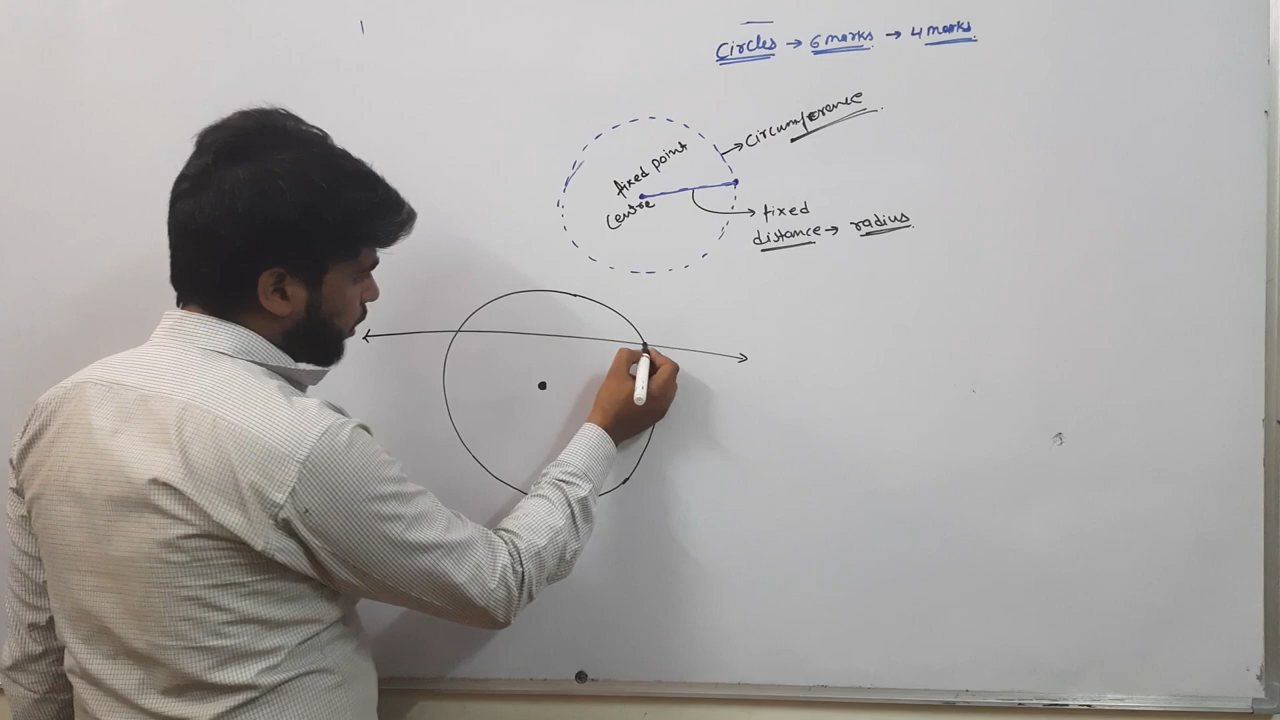 Circles → 6 marks → 4 marks
circumference
fixed point
centre
fixed
distance → radius